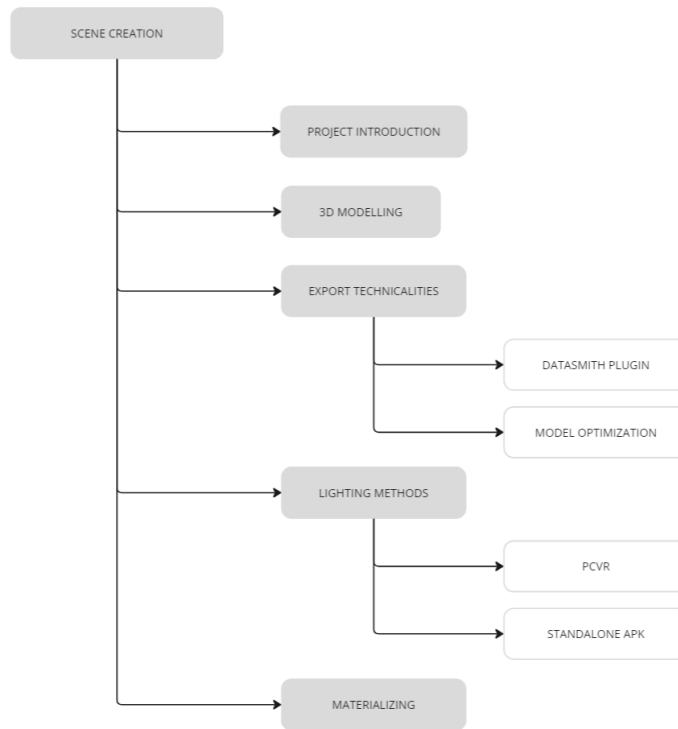 SCENE CREATION
PROJECT INTRODUCTION
3D MODELLING
EXPORT TECHNICALITIES
DATASMITH PLUGIN
MODEL OPTIMIZATION
LIGHTING METHODS
PCVR
STANDALONE APK
MATERIALIZING